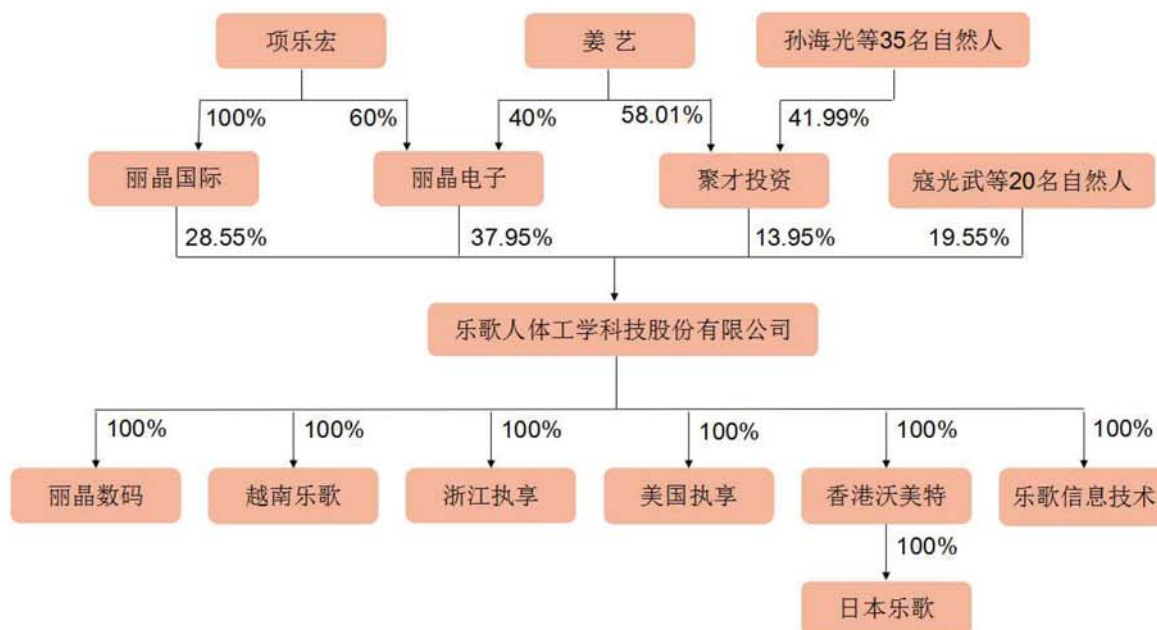 项乐宏
姜 艺
孙海光等35名自然人
100%
60%
40%
58.01%
41.99%
丽晶国际
丽晶电子
聚才投资
寇光武等20名自然人
28.55%
37.95%
13.95%
19.55%
乐歌人体工学科技股份有限公司
100%
100%
100%
100%
100%
100%
丽晶数码
越南乐歌
浙江执享
美国执享
香港沃美特
乐歌信息技术
100%
日本乐歌